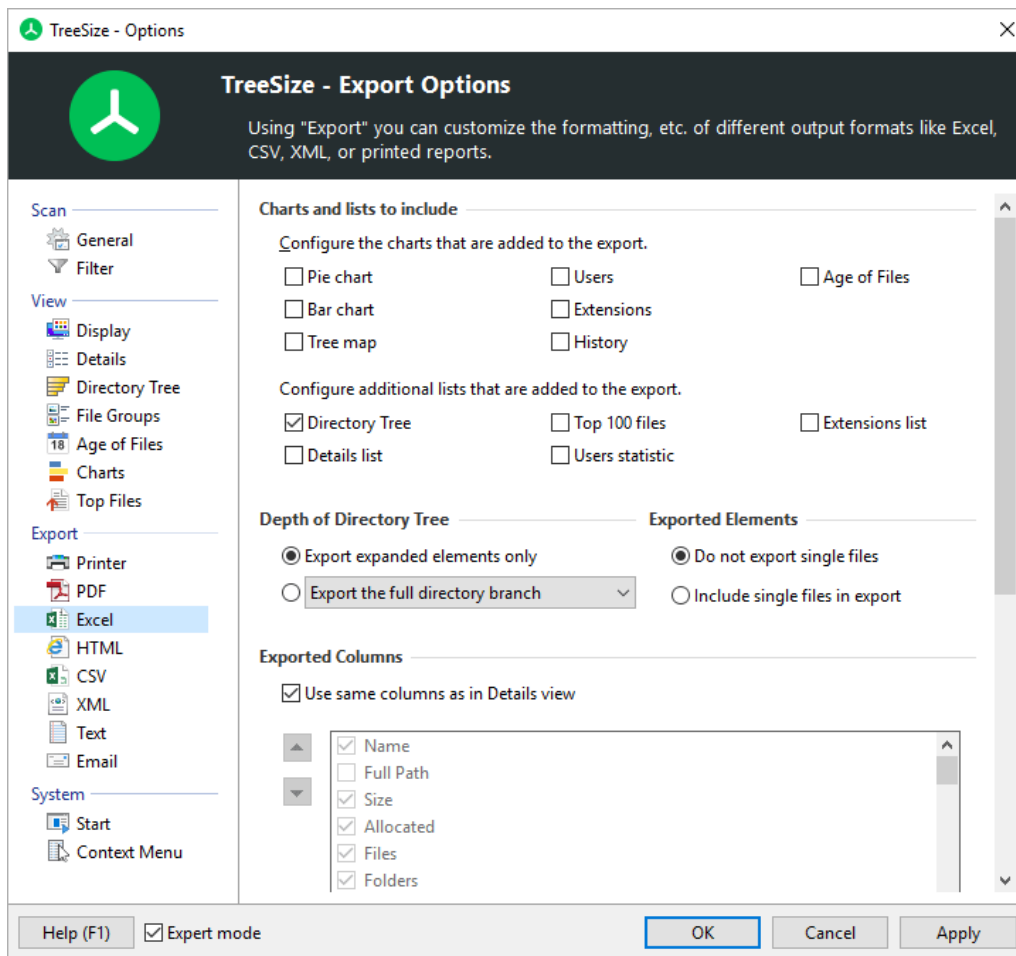 TreeSize - Options
TreeSize - Export Options
Using "Export" you can customize the formatting, etc. of different output formats like Excel,
CSV, XML, or printed reports.
Scan
General
Filter
View
Display
Details
Directory Tree
File Groups
18 Age of Files
Charts
Top Files
Export
Printer
PDF
Excel
HTML
CSV
XML
Text
Email
System
Start
Context Menu
Charts and lists to include
Configure the charts that are added to the export.
Pie chart Users Age of Files
Bar chart Extensions
Tree map History
Configure additional lists that are added to the export.
Directory Tree Top 100 files Extensions list
Details list Users statistic
Depth of Directory Tree Exported Elements
Export expanded elements only Do not export single files
Export the full directory branch Include single files in export
Exported Columns
Use same columns as in Details view
Name
Full Path
Size
Allocated
Files
Folders
Help (F1) Expert mode OK Cancel Apply